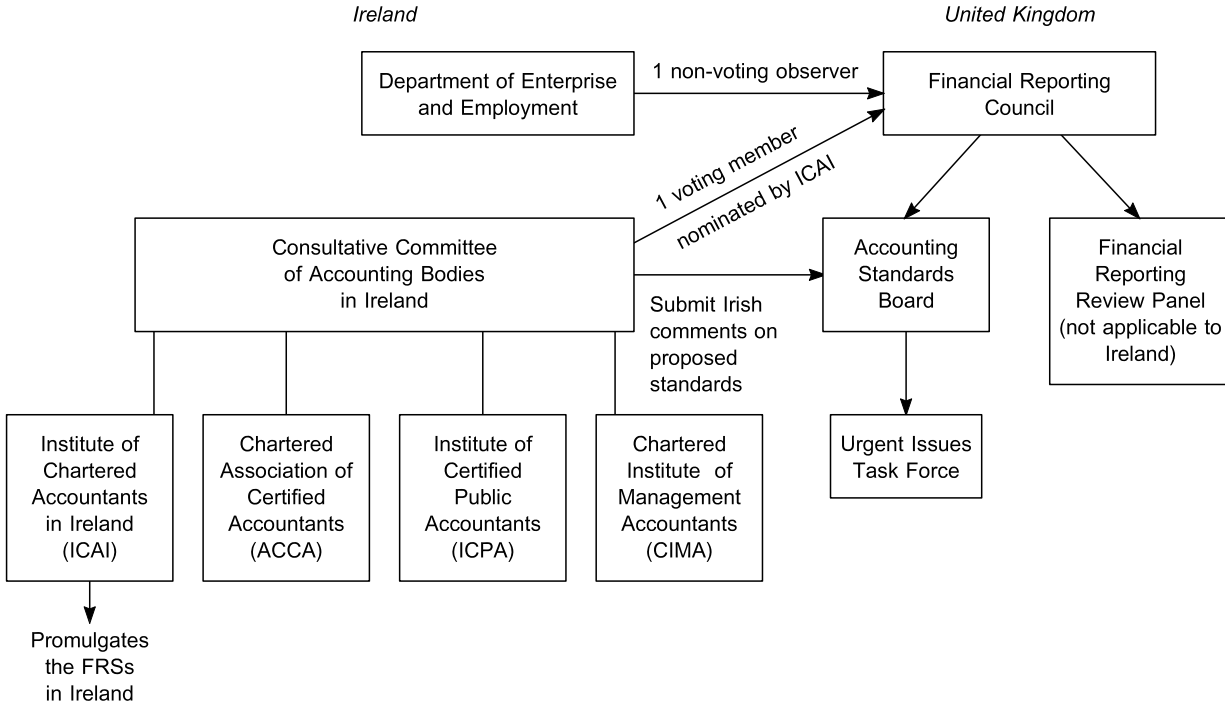 Ireland
United Kingdom
Department of Enterprise
and Employment
1 non-voting observer
Financial Reporting
Council
1 voting member
nominated by ICAI
Consultative Committee
of Accounting Bodies
in Ireland
Submit Irish
comments on
proposed
standards
Accounting
Standards
Board
Financial
Reporting
Review Panel
(not applicable to
Ireland)
Institute of
Chartered
Accountants
in Ireland
(ICAI)
Chartered
Association of
Certified
Accountants
(ACCA)
Institute of
Certified
Public
Accountants
(ICPA)
Chartered
Institute of
Management
Accountants
(CIMA)
Urgent Issues
Task Force
Promulgates
the FRSs
in Ireland